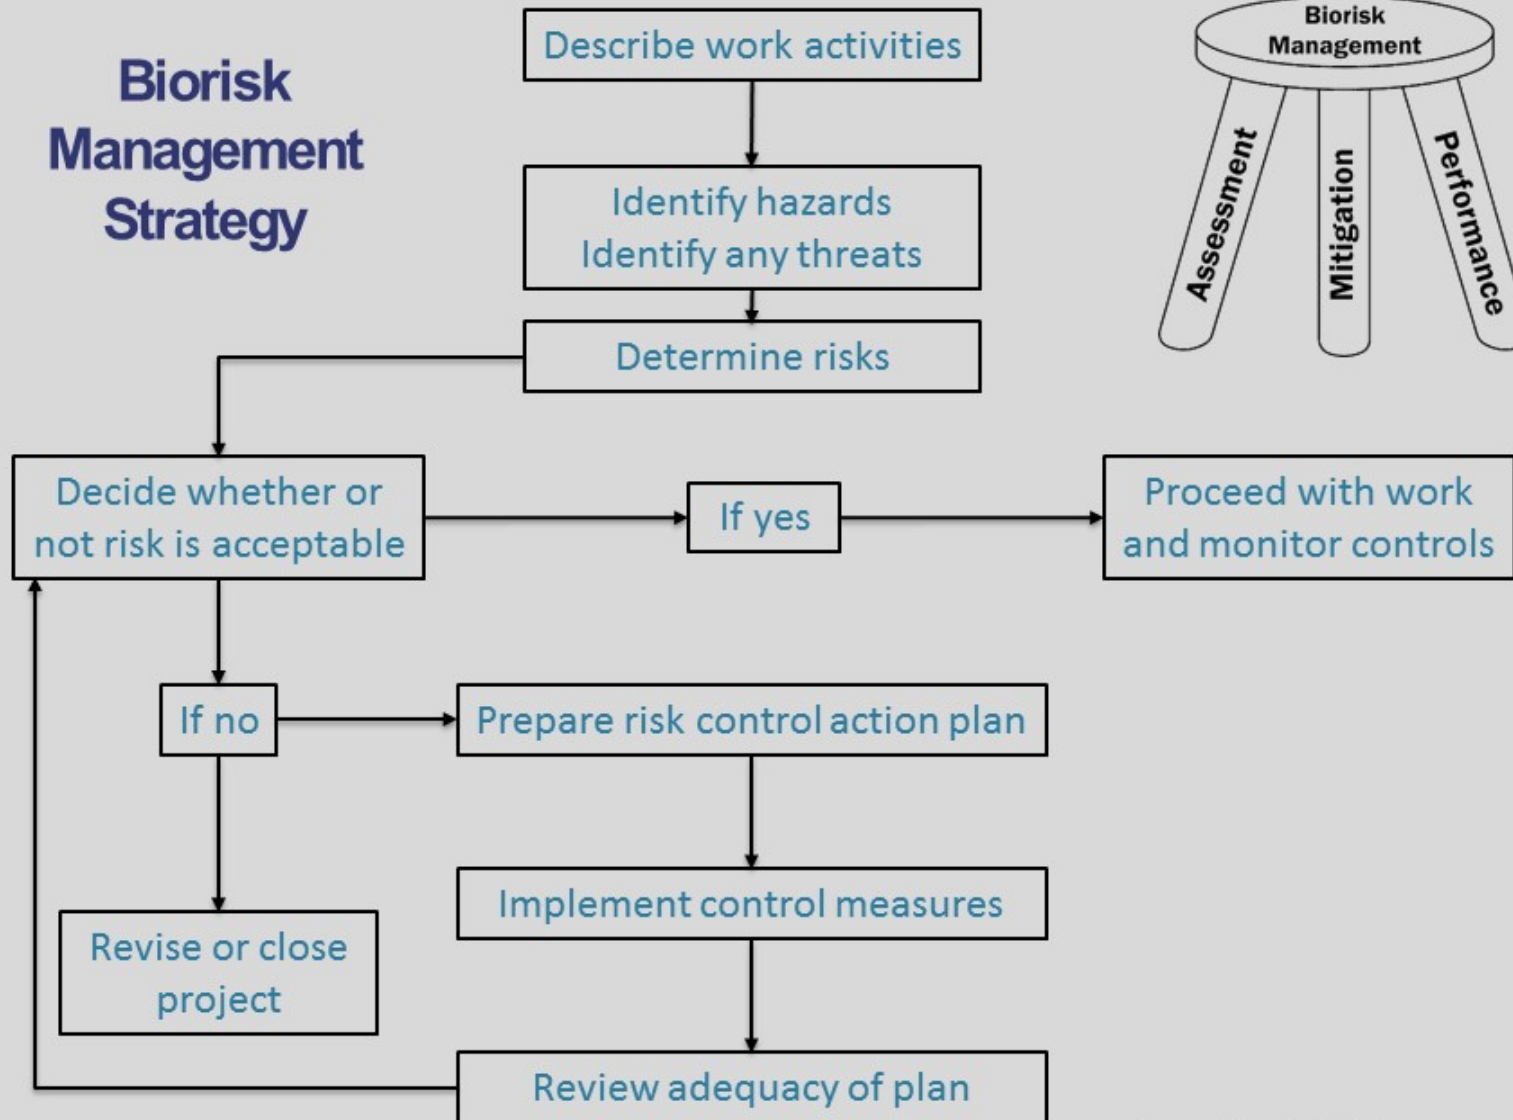 Biorisk
Management
Strategy
Describe work activities
Biorisk
Management
Assessment
Mitigation
Performance
Identify hazards
Identify any threats
Determine risks
Decide whether or
not risk is acceptable
If yes
Proceed with work
and monitor controls
If no
Prepare risk control action plan
Implement control measures
Revise or close
project
Review adequacy of plan